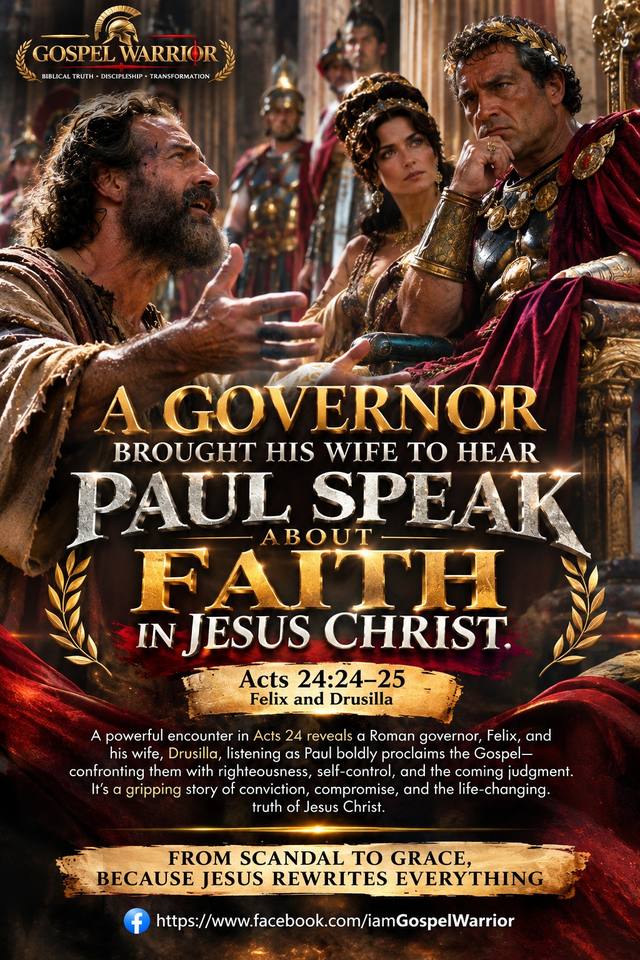 GOSPEL WARRIOR
BIBLICAL TRUTH • DISCIPLESHIP • TRANSFORMATION
A GOVERNOR
BROUGHT HIS WIFE TO HEAR
PAUL SPEAK
ABOUT
FAITH
IN JESUS CHRIST.
Acts 24:24–25
Felix and Drusilla
A powerful encounter in Acts 24 reveals a Roman governor, Felix, and
his wife, Drusilla, listening as Paul boldly proclaims the Gospel—
confronting them with righteousness, self-control, and the coming judgment.
It's a gripping story of conviction, compromise, and the life-changing.
truth of Jesus Christ.
FROM SCANDAL TO GRACE,
BECAUSE JESUS REWRITES EVERYTHING
https://www.facebook.com/iamGospelWarrior